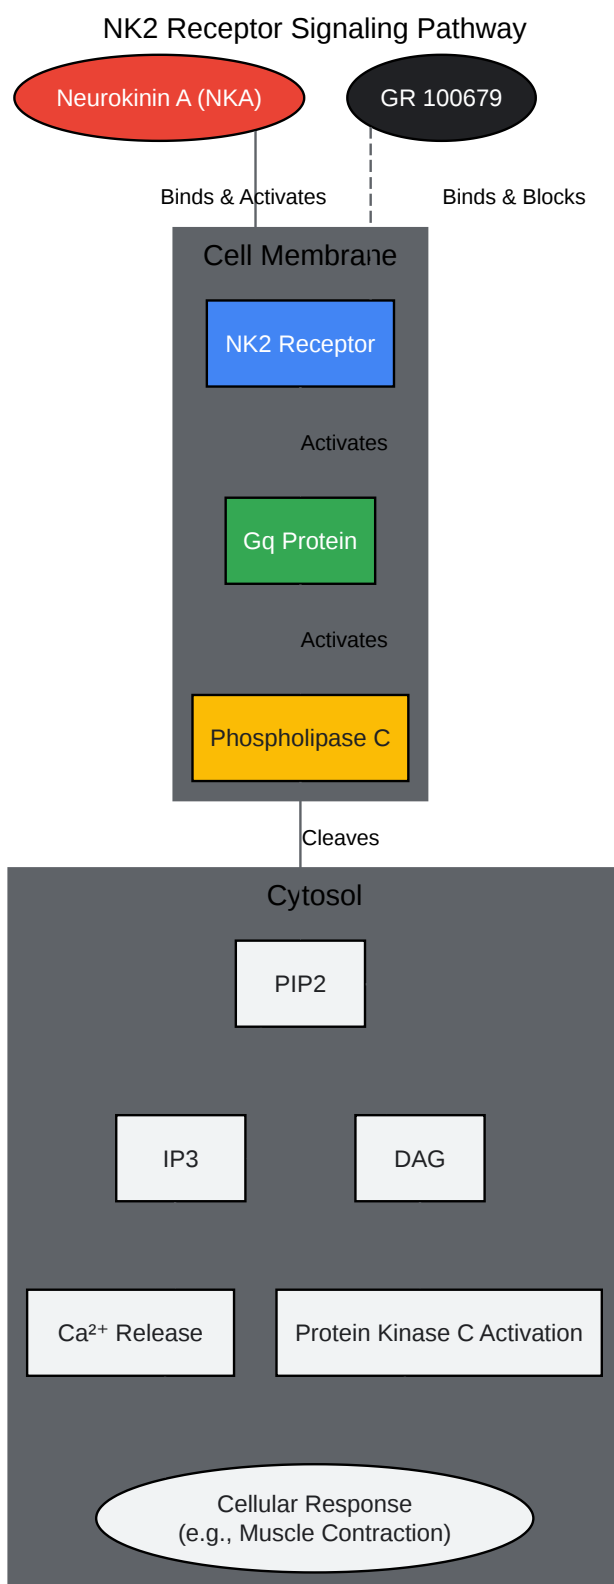 NK2 Receptor Signaling Pathway
Neurokinin A (NKA)
GR 100679
Binds & Activates
Binds & Blocks
Cell Membrane
NK2 Receptor
Activates
Gq Protein
Activates
Phospholipase C
Cleaves
Cytosol
PIP2
IP3
DAG
Ca²⁺ Release
Protein Kinase C Activation
Cellular Response
(e.g., Muscle Contraction)